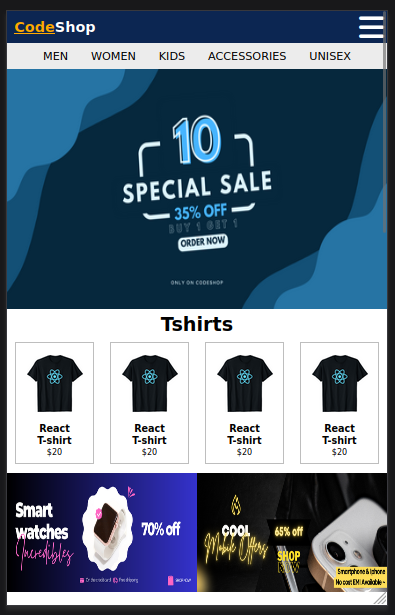 CodeShop
MEN WOMEN KIDS ACCESSORIES UNISEX
10
SPECIAL SALE
35% OFF
BUY 1 GET 1
ORDER NOW
ONLY ON CODESHOP
Tshirts
React
T-shirt
$20
React
T-shirt
$20
React
T-shirt
$20
React
T-shirt
$20
Smart
watches
Incredibles
70% off
SHOP NOW
COOL
Mobile Offers
65% off
SHOP
NOW
Smartphone & Iphone
No cost EMI Available -